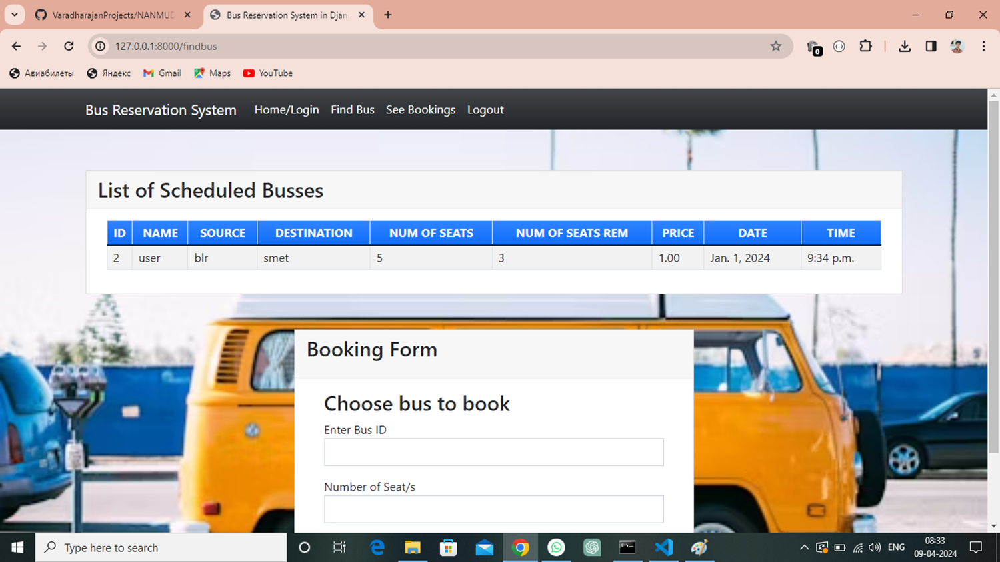 VaradharajanProjects/NANMUD
Bus Reservation System in Djan
127.0.0.1:8000/findbus
0
Авиабилеты Яндекс Gmail Maps YouTube
Bus Reservation System Home/Login Find Bus See Bookings Logout
List of Scheduled Busses
ID NAME SOURCE DESTINATION NUM OF SEATS NUM OF SEATS REM PRICE DATE TIME
2 user blr smet 5 3 1.00 Jan. 1, 2024 9:34 p.m.
Booking Form
Choose bus to book
Enter Bus ID
Number of Seat/s
Type here to search
ENG
08:33
09-04-2024